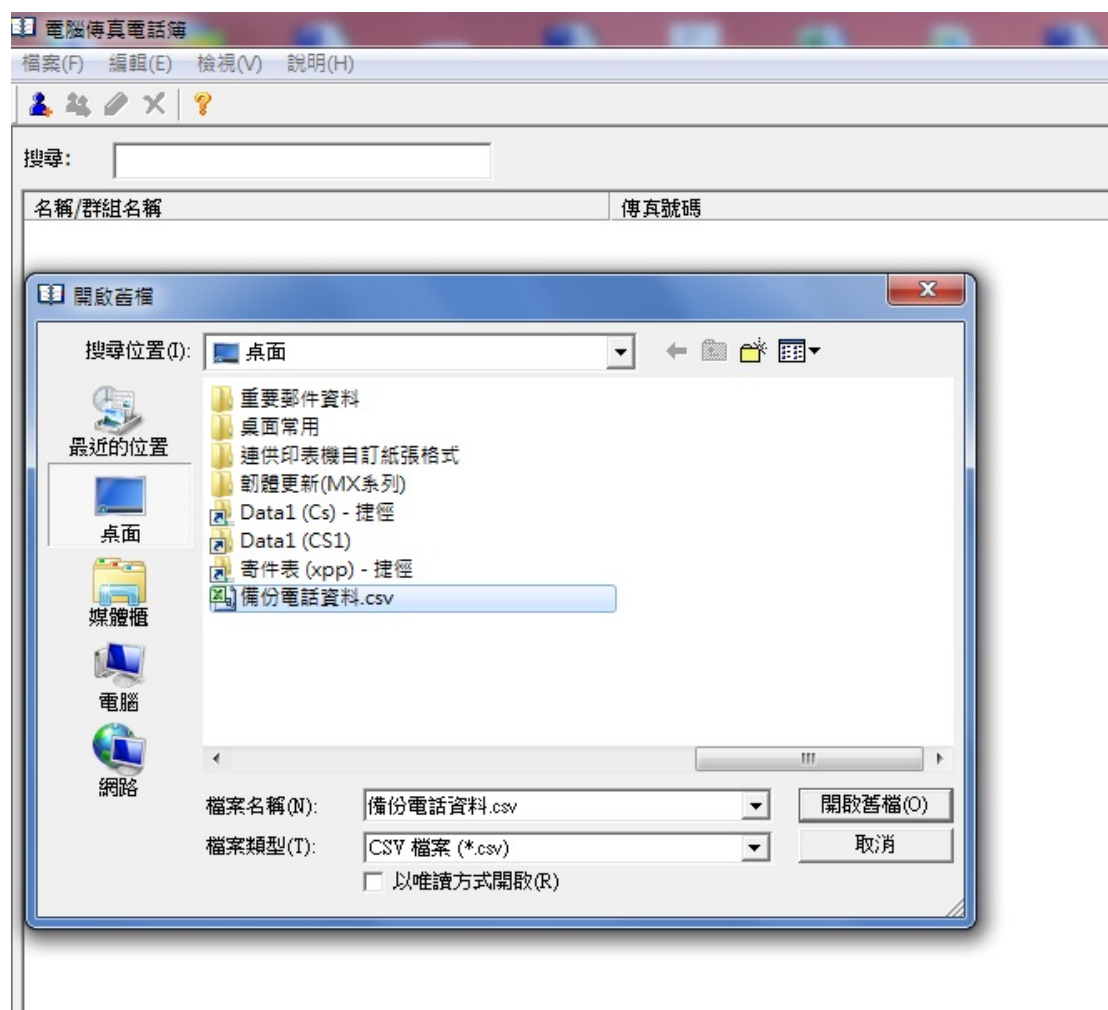 電腦傳真電話簿
檔案(F) 編輯(E) 檢視(V) 說明(H)
搜尋:
名稱/群組名稱 傳真號碼
開啟舊檔
搜尋位置(I): 桌面
最近的位置
桌面
媒體櫃
電腦
網路
重要郵件資料
桌面常用
連供印表機自訂紙張格式
韌體更新(MX系列)
Data1 (Cs) - 捷徑
Data1 (CS1)
寄件表 (xpp) - 捷徑
備份電話資料.csv
檔案名稱(N): 備份電話資料.csv 開啟舊檔(O)
檔案類型(T): CSV 檔案 (*.csv) 取消
以唯讀方式開啟(R)